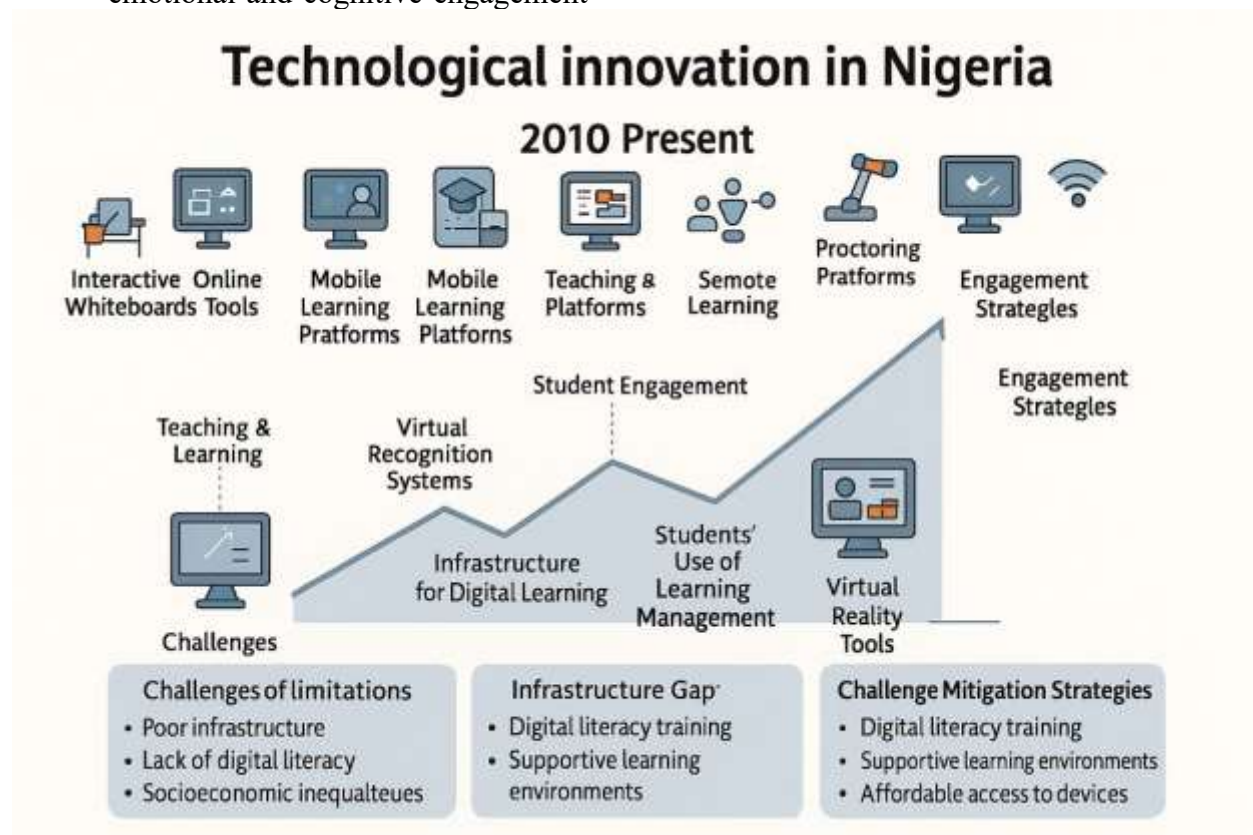 emotional and cognitive engagement
Technological innovation in Nigeria
2010 Present
Interactive
Whiteboards
Online
Tools
Mobile
Learning
Pratforms
Mobile
Learning
Platforns
Teaching &
Platforms
Semote
Learning
Proctoring
Pratforms
Engagement
Strategles
Engagement
Strategles
Student Engagement
Teaching &
Learning
Virtual
Recognition
Systems
Infrastructure
for Digital Learning
Students'
Use of
Learning
Management
Virtual
Reality
Tools
Challenges
Challenges of limitations
• Poor infrastructure
• Lack of digital literacy
• Socioeconomic inequalteues
Infrastructure Gap
• Digital literacy training
• Supportive learning
environments
Challenge Mitigation Strategies
• Digital literacy training
• Supportive learning environments
• Affordable access to devices